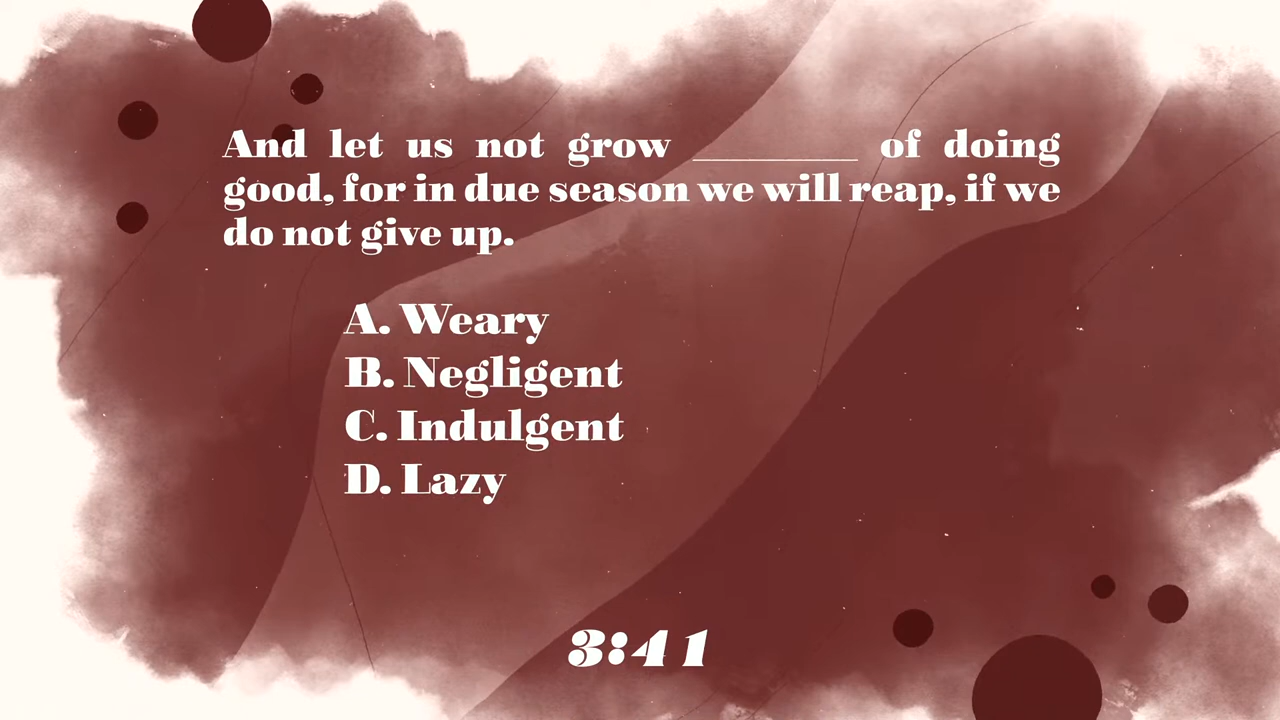 And let us not grow __________ of doing
good, for in due season we will reap, if we
do not give up.
A. Weary
B. Negligent
C. Indulgent
D. Lazy
3:41